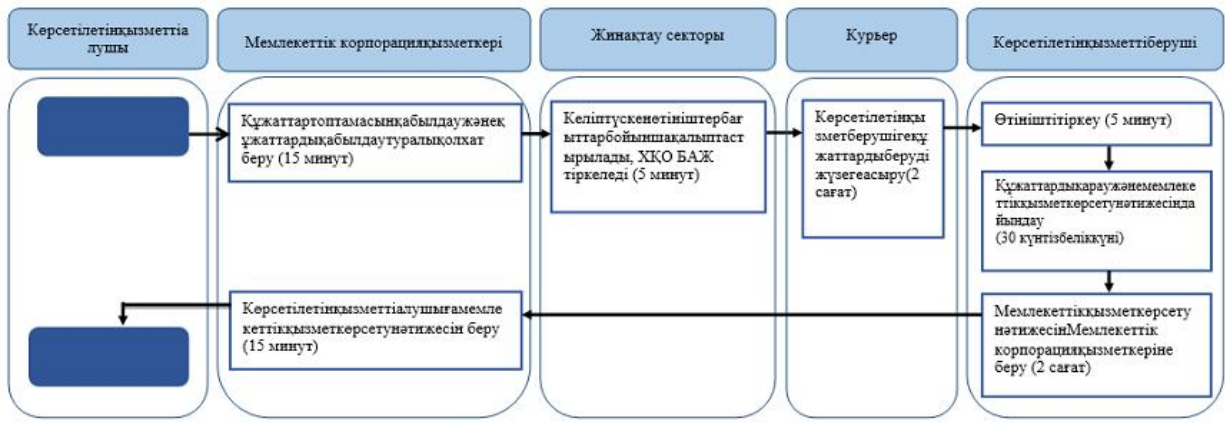 Көрсетілетінқызметтіа
лушы
Мемлекеттік корпорацияқызметкері
Жинақтау секторы
Курьер
Көрсетілетінқызметтіберуші
Құжаттартоптамасынқабылдаужәнеқ
ұжаттардықабылдаутуралықолхат
беру (15 минут)
Келіптүскенөтініштербағ
ыттарбойыншақалыптаст
ырылады, ХҚО БАЖ
тіркеледі (5 минут)
Көрсетілетінқы
зметберушігеқұ
жаттардыберуді
жүзегеасыру(2
сағат)
Өтініштітіркеу (5 минут)
Құжаттардықараужәнемемлеке
ттікқызметкөрсетунәтижесінда
йындау
(30 күнтізбеліккүні)
Мемлекеттікқызметкөрсету
нәтижесінМемлекеттік
корпорацияқызметкеріне
беру (2 сағат)
Көрсетілетінқызметтіалушығамемле
кеттікқызметкөрсетунәтижесін беру
(15 минут)